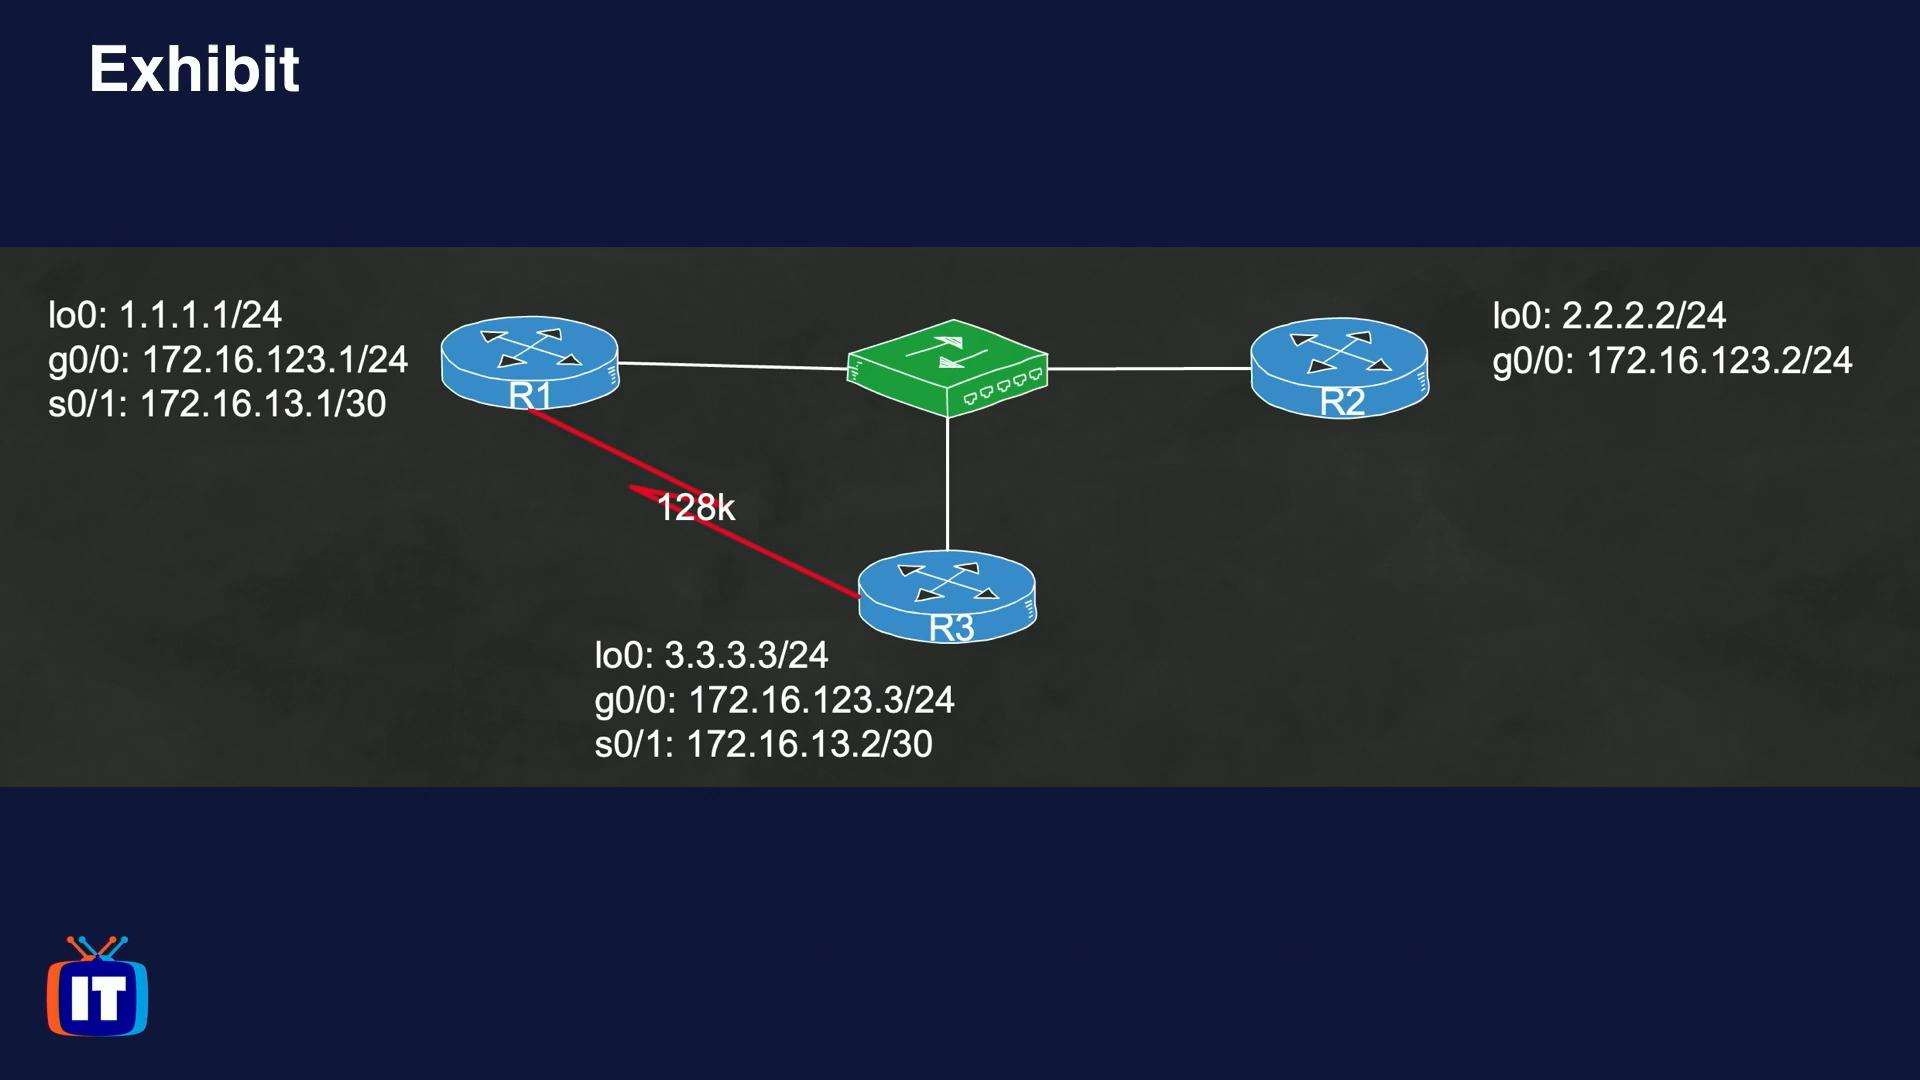 Exhibit
lo0: 1.1.1.1/24
g0/0: 172.16.123.1/24
s0/1: 172.16.13.1/30
R1
R2
lo0: 2.2.2.2/24
g0/0: 172.16.123.2/24
128k
R3
lo0: 3.3.3.3/24
g0/0: 172.16.123.3/24
s0/1: 172.16.13.2/30
IT